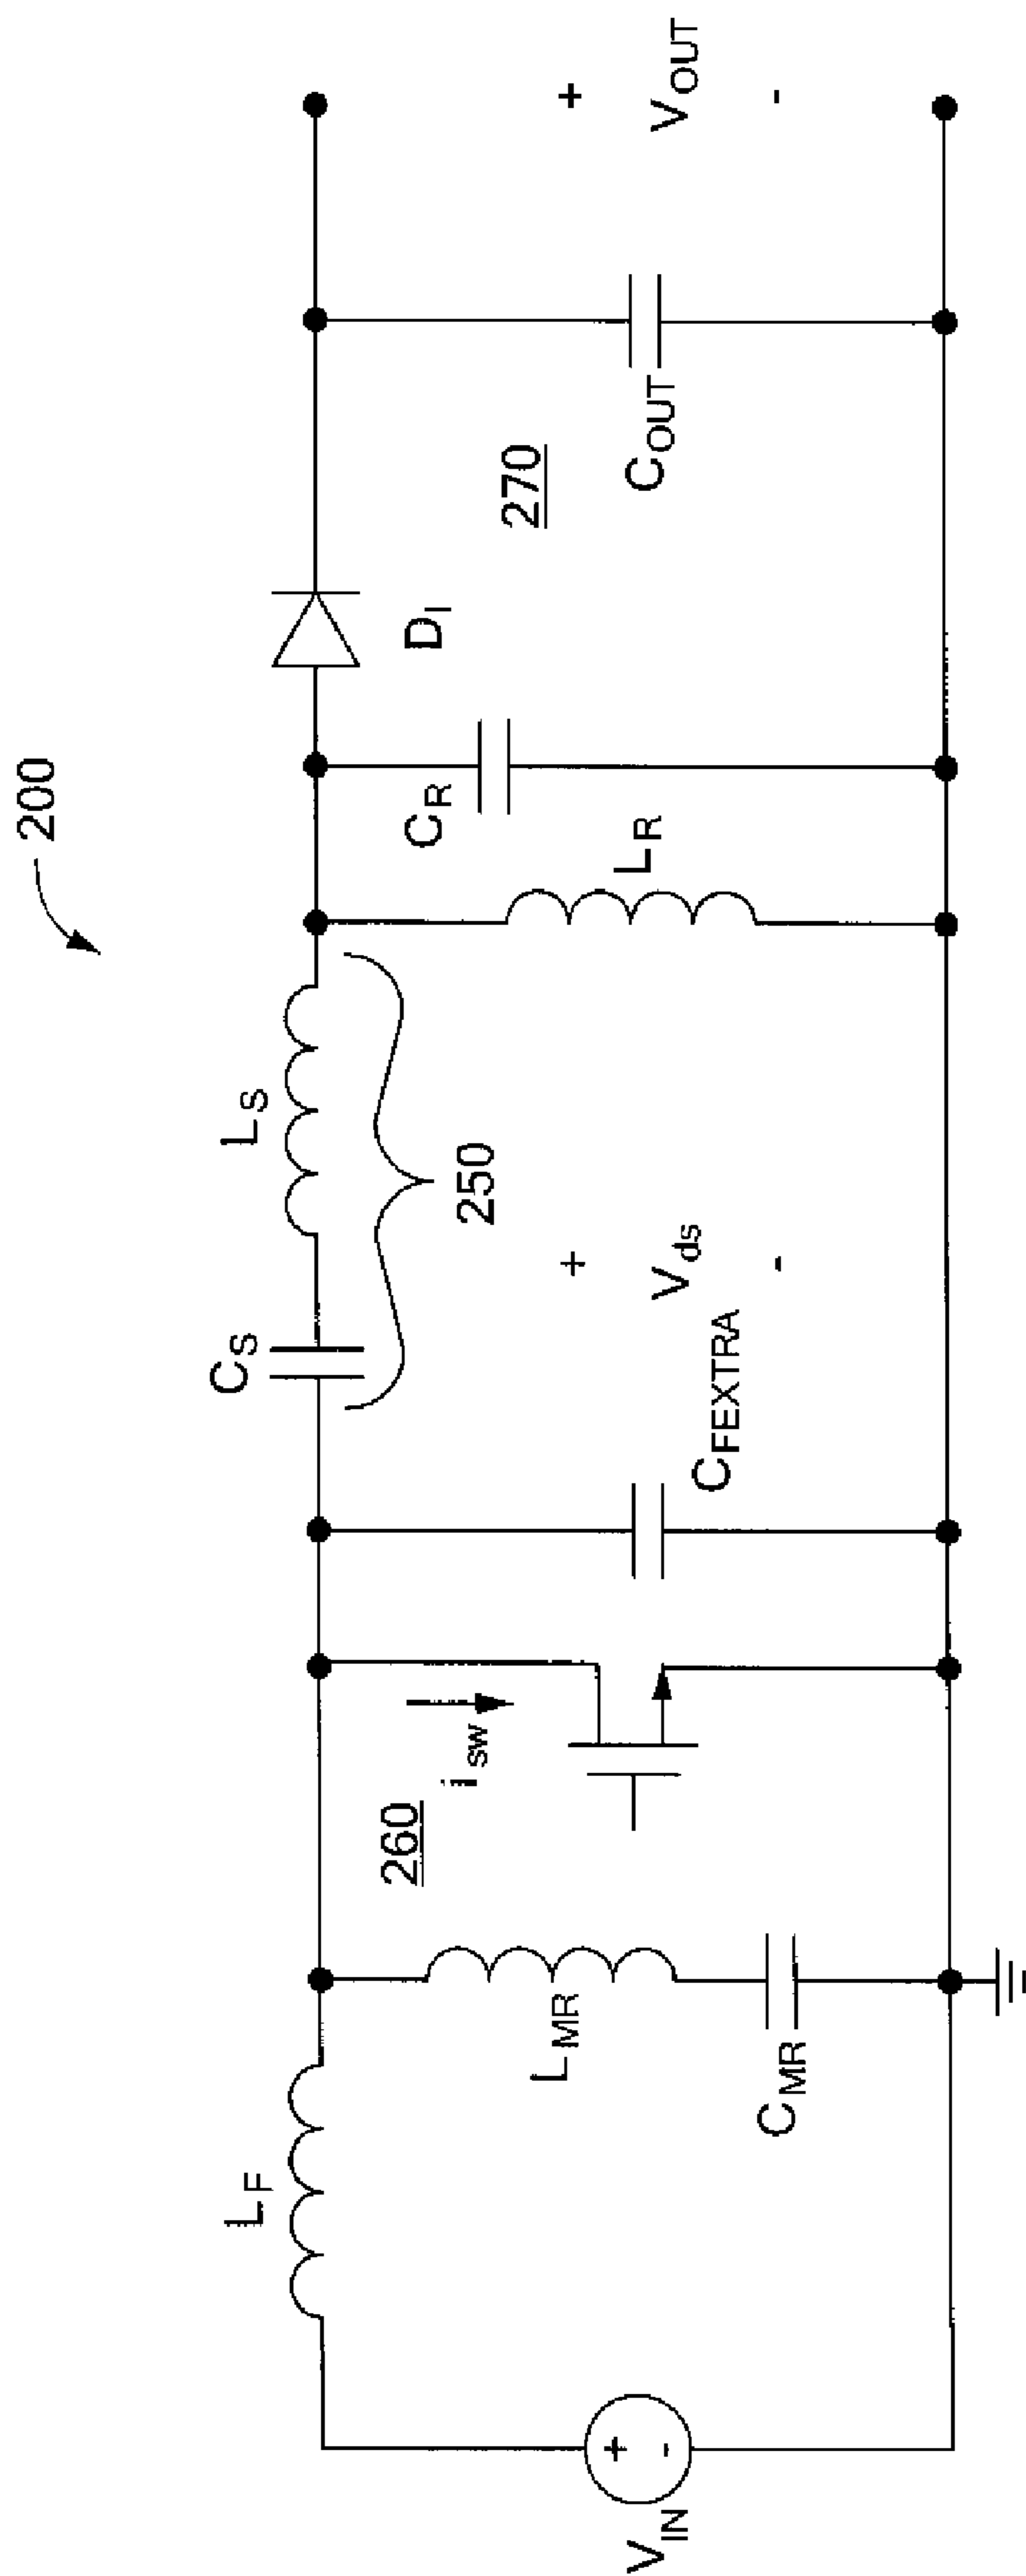 200
L_F
C_S
L_S
250
260
i_sw
L_MR
C_MR
V_IN
+
-
C_FEXTRA
+
V_ds
-
L_R
C_R
D_I
270
C_OUT
+
V_OUT
-